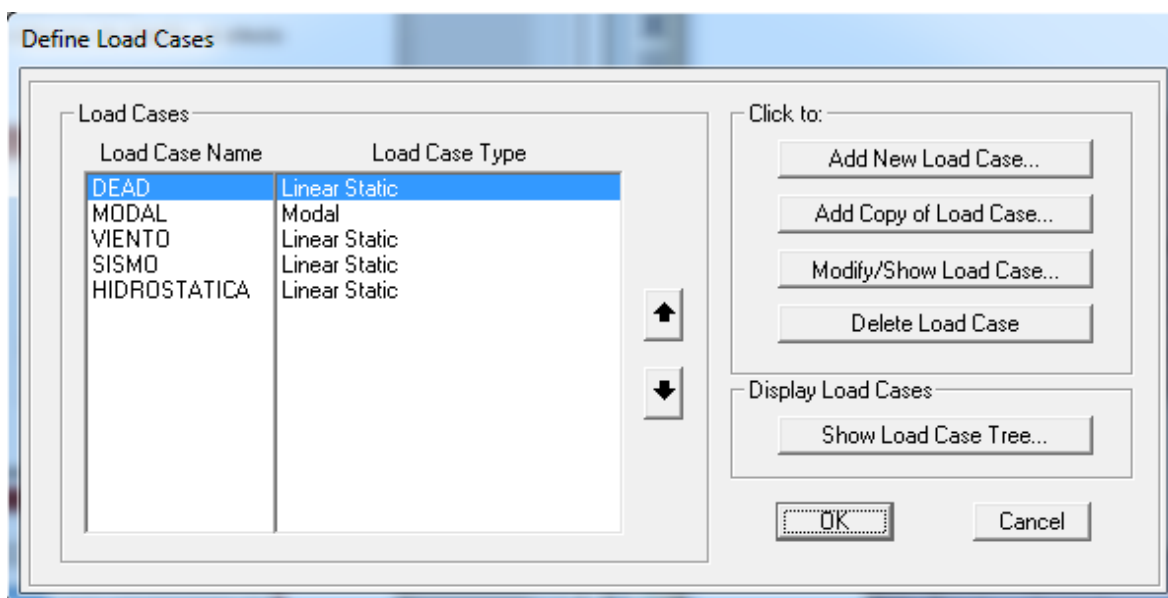 Define Load Cases
Load Cases
Load Case Name Load Case Type
DEAD Linear Static
MODAL Modal
VIENTO Linear Static
SISMO Linear Static
HIDROSTATICA Linear Static
Click to:
Add New Load Case...
Add Copy of Load Case...
Modify/Show Load Case...
Delete Load Case
Display Load Cases
Show Load Case Tree...
OK Cancel